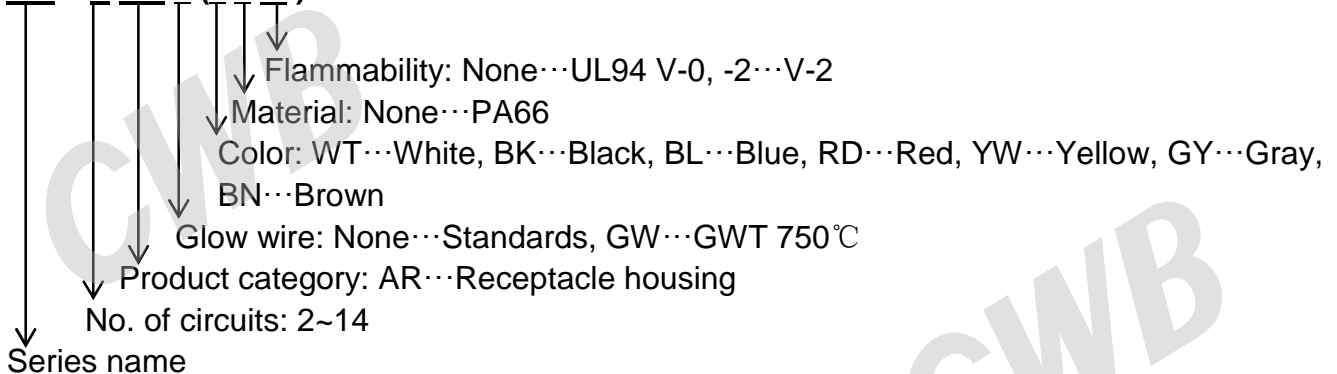 Flammability: None···UL94 V-0, -2···V-2
Material: None···PA66
Color: WT···White, BK···Black, BL···Blue, RD···Red, YW···Yellow, GY···Gray,
BN···Brown
Glow wire: None···Standards, GW···GWT 750℃
Product category: AR···Receptacle housing
No. of circuits: 2~14
Series name
CWB
CWB